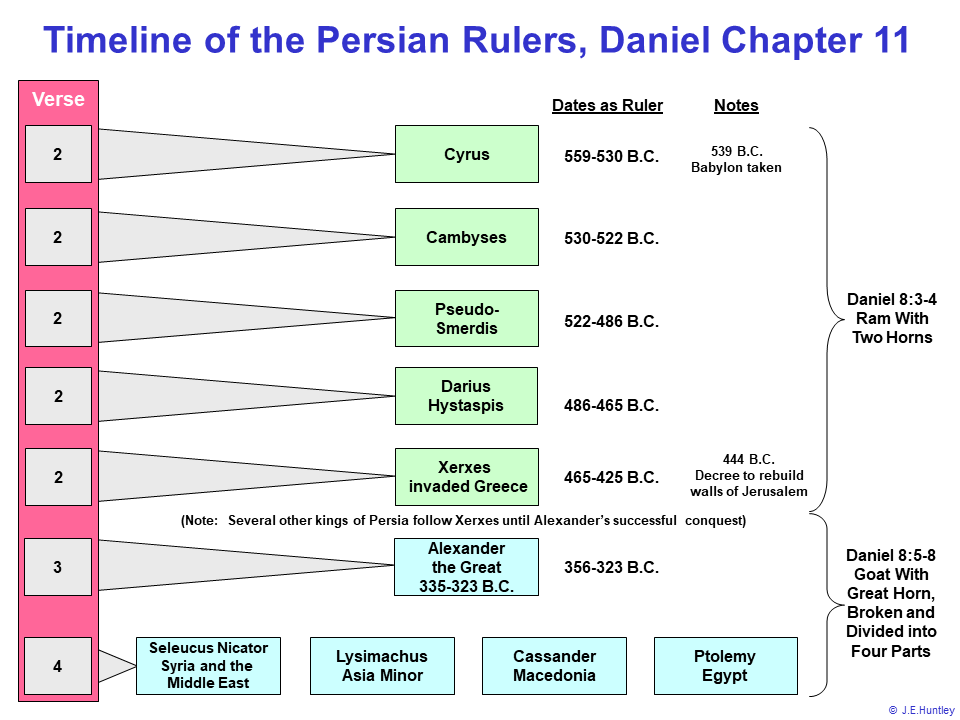 Timeline of the Persian Rulers, Daniel Chapter 11
Verse
Dates as Ruler
Notes
2
Cyrus
559-530 B.C.
539 B.C.
Babylon taken
2
Cambyses
530-522 B.C.
2
Pseudo-
Smerdis
522-486 B.C.
Daniel 8:3-4
Ram With
Two Horns
2
Darius
Hystaspis
486-465 B.C.
2
Xerxes
invaded Greece
465-425 B.C.
444 B.C.
Decree to rebuild
walls of Jerusalem
(Note: Several other kings of Persia follow Xerxes until Alexander's successful conquest)
3
Alexander
the Great
335-323 B.C.
356-323 B.C.
Daniel 8:5-8
Goat With
Great Horn,
Broken and
Divided into
Four Parts
4
Seleucus Nicator
Syria and the
Middle East
Lysimachus
Asia Minor
Cassander
Macedonia
Ptolemy
Egypt
© J.E.Huntley